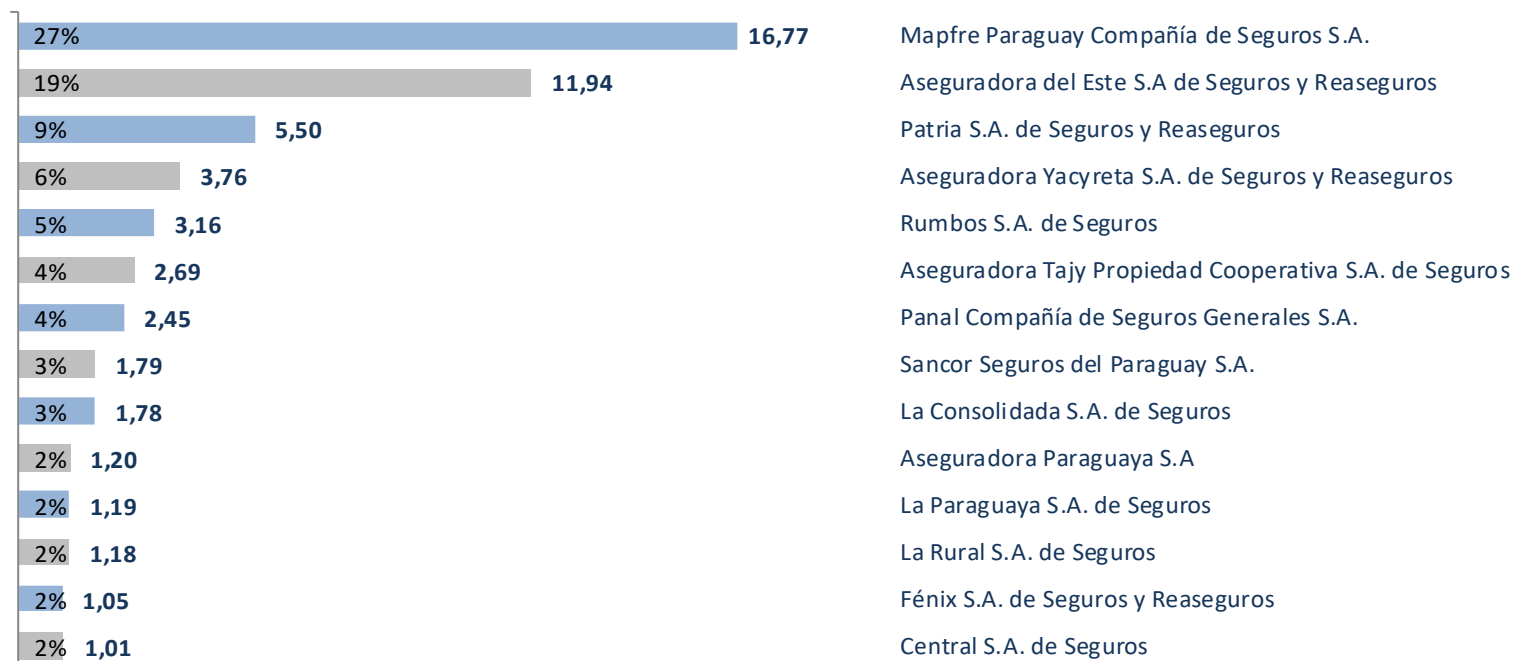 27% 16,77 Mapfre Paraguay Compañía de Seguros S.A.
19% 11,94 Aseguradora del Este S.A de Seguros y Reaseguros
9% 5,50 Patria S.A. de Seguros y Reaseguros
6% 3,76 Aseguradora Yacyreta S.A. de Seguros y Reaseguros
5% 3,16 Rumbos S.A. de Seguros
4% 2,69 Aseguradora Tajy Propiedad Cooperativa S.A. de Seguros
4% 2,45 Panal Compañía de Seguros Generales S.A.
3% 1,79 Sancor Seguros del Paraguay S.A.
3% 1,78 La Consolidada S.A. de Seguros
2% 1,20 Aseguradora Paraguaya S.A
2% 1,19 La Paraguaya S.A. de Seguros
2% 1,18 La Rural S.A. de Seguros
2% 1,05 Fénix S.A. de Seguros y Reaseguros
2% 1,01 Central S.A. de Seguros